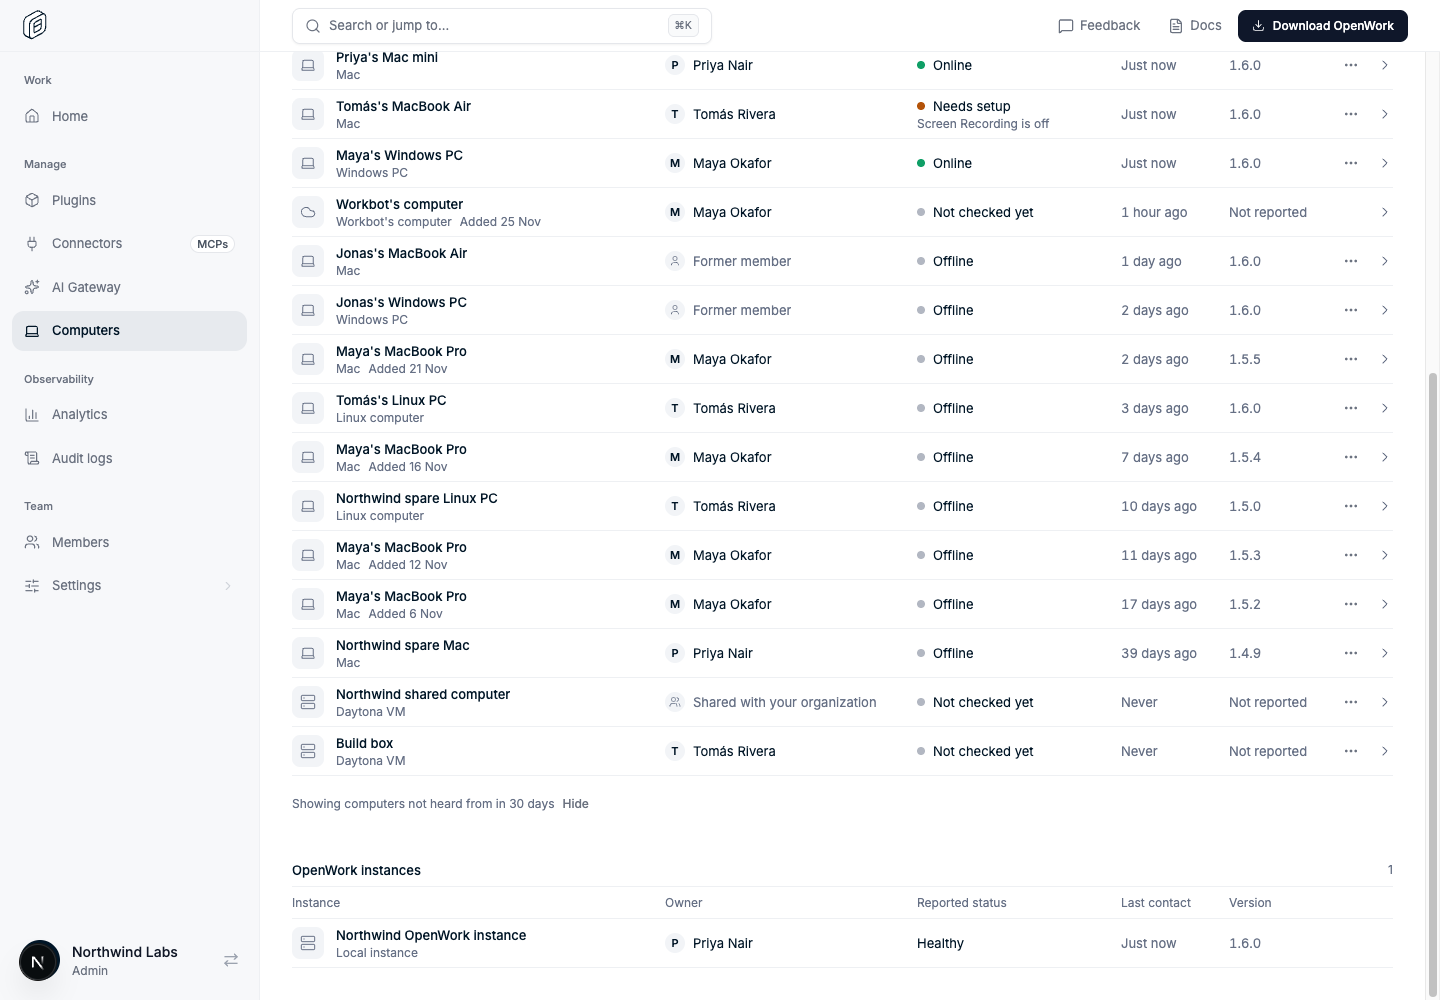 Search or jump to...
⌘K
Feedback
Docs
Download OpenWork
Work
Home
Manage
Plugins
Connectors
MCPs
AI Gateway
Computers
Observability
Analytics
Audit logs
Team
Members
Settings
Northwind Labs
Admin
Priya's Mac mini
Mac
P Priya Nair
Online
Just now
1.6.0
Tomás's MacBook Air
Mac
T Tomás Rivera
Needs setup
Screen Recording is off
Just now
1.6.0
Maya's Windows PC
Windows PC
M Maya Okafor
Online
Just now
1.6.0
Workbot's computer
Workbot's computer Added 25 Nov
M Maya Okafor
Not checked yet
1 hour ago
Not reported
Jonas's MacBook Air
Mac
Former member
Offline
1 day ago
1.6.0
Jonas's Windows PC
Windows PC
Former member
Offline
2 days ago
1.6.0
Maya's MacBook Pro
Mac Added 21 Nov
M Maya Okafor
Offline
2 days ago
1.5.5
Tomás's Linux PC
Linux computer
T Tomás Rivera
Offline
3 days ago
1.6.0
Maya's MacBook Pro
Mac Added 16 Nov
M Maya Okafor
Offline
7 days ago
1.5.4
Northwind spare Linux PC
Linux computer
T Tomás Rivera
Offline
10 days ago
1.5.0
Maya's MacBook Pro
Mac Added 12 Nov
M Maya Okafor
Offline
11 days ago
1.5.3
Maya's MacBook Pro
Mac Added 6 Nov
M Maya Okafor
Offline
17 days ago
1.5.2
Northwind spare Mac
Mac
P Priya Nair
Offline
39 days ago
1.4.9
Northwind shared computer
Daytona VM
Shared with your organization
Not checked yet
Never
Not reported
Build box
Daytona VM
T Tomás Rivera
Not checked yet
Never
Not reported
Showing computers not heard from in 30 days Hide
OpenWork instances
1
Instance
Owner
Reported status
Last contact
Version
Northwind OpenWork instance
Local instance
P Priya Nair
Healthy
Just now
1.6.0